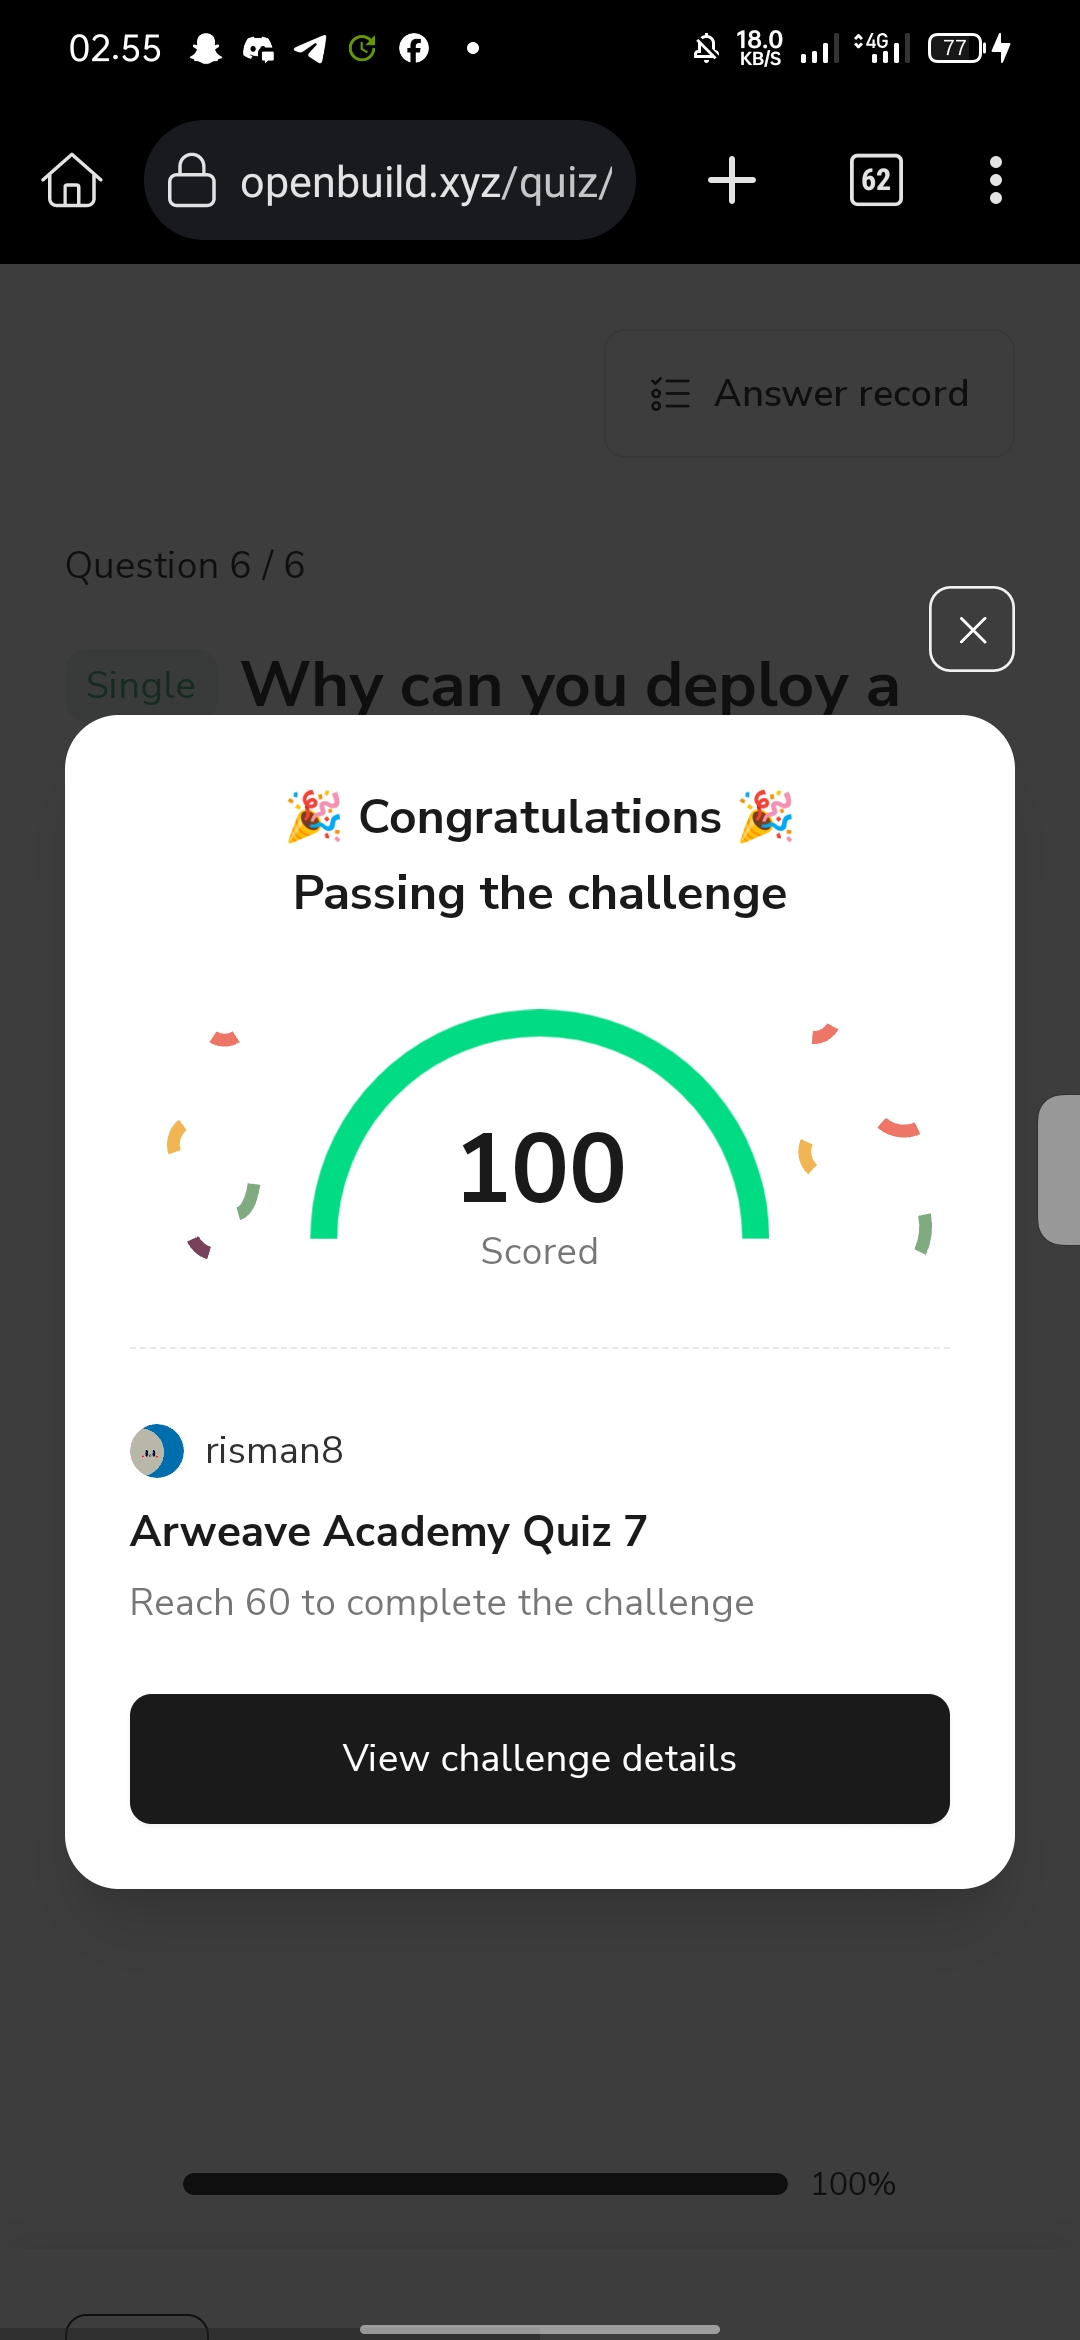 02.55
18.0
KB/S
4G
77
openbuild.xyz/quiz/
62
Answer record
Question 6 / 6
Single
Why can you deploy a
🎉 Congratulations 🎉
Passing the challenge
100
Scored
risman8
Arweave Academy Quiz 7
Reach 60 to complete the challenge
View challenge details
100%